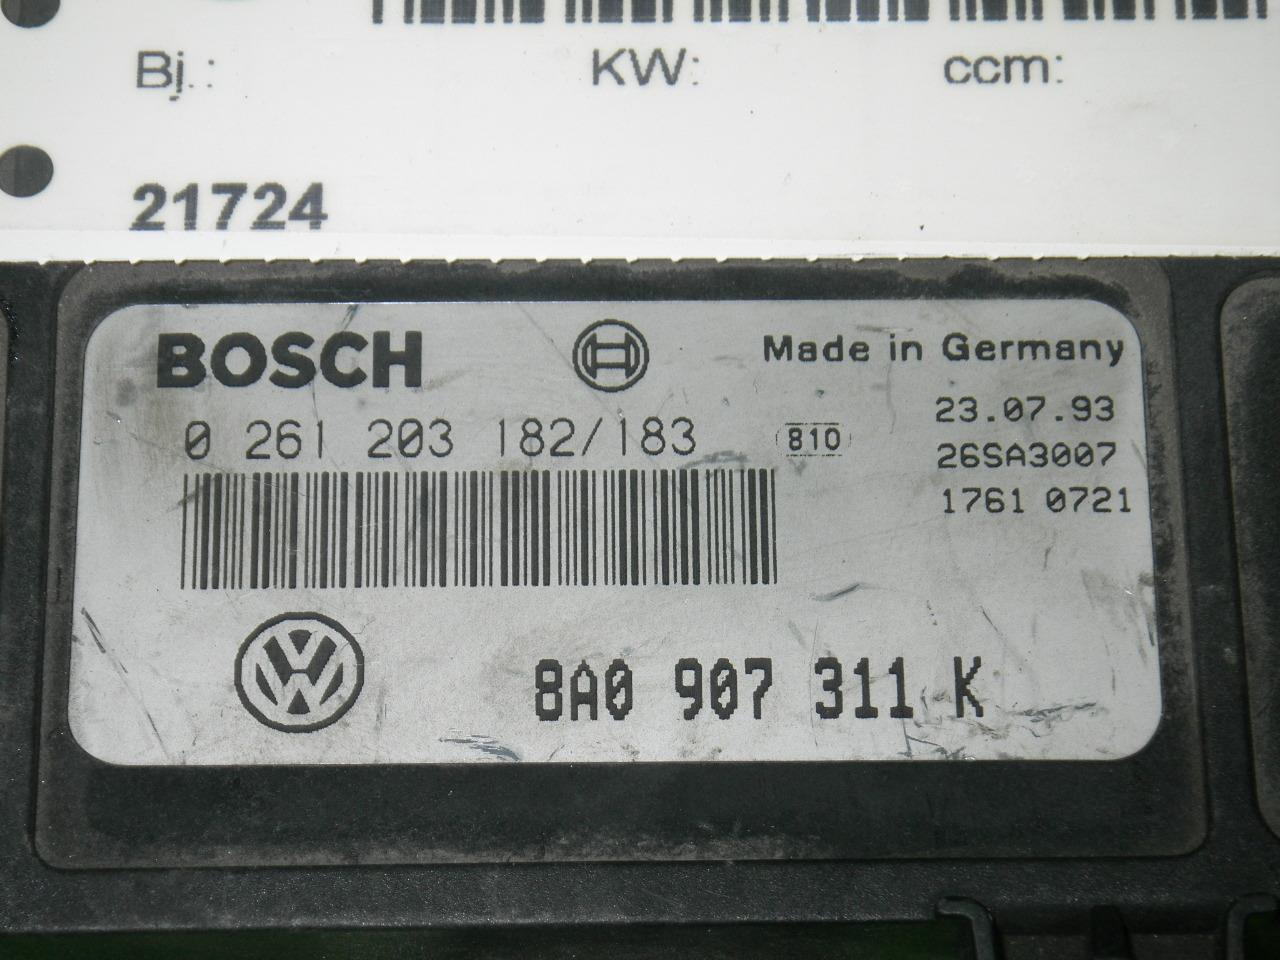 Bj.: KW: ccm:
21724
BOSCH Made in Germany
0 261 203 182/183 810 23.07.93
26SA3007
1761 0721
8A0 907 311 K